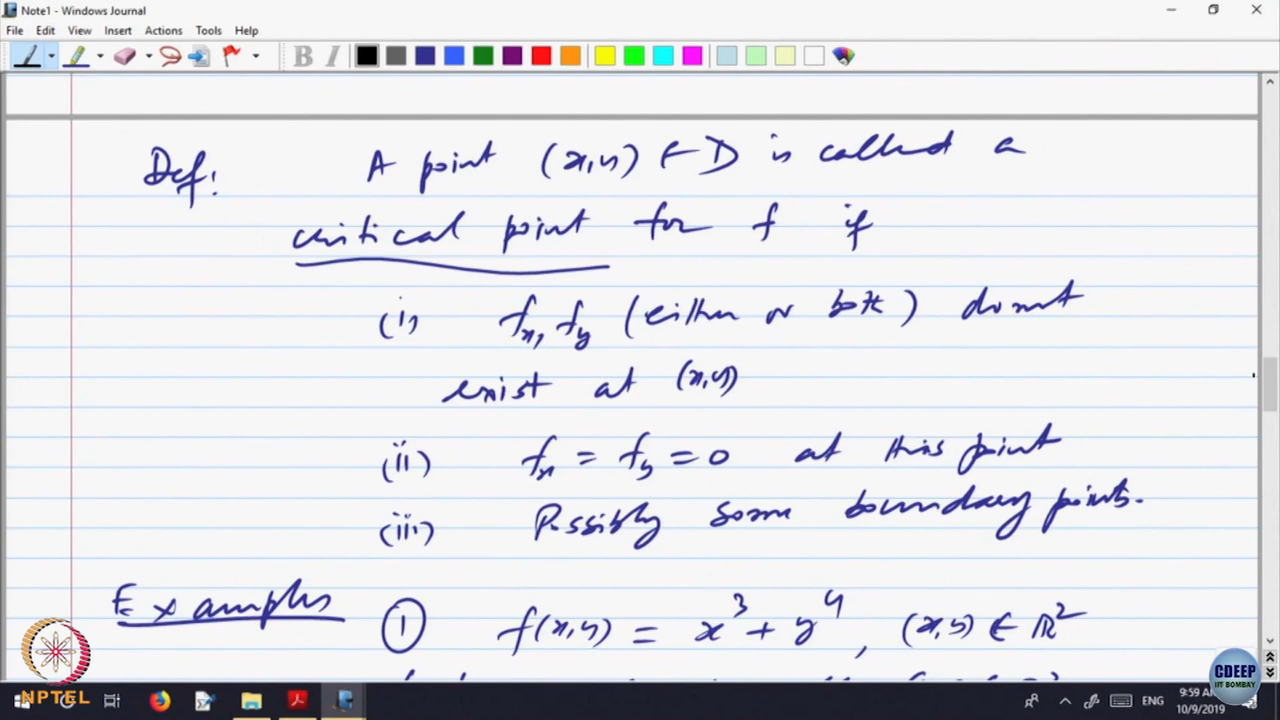 Note1 - Windows Journal
File Edit View Insert Actions Tools Help
B I
Def: A point (x,y) ∈ D is called a
critical point for f if
(i) fx, fy (either or both) do not
exist at (x,y)
(ii) fx = fy = 0 at this point
(iii) Possibly some boundary points.
Examples ① f(x,y) = x³ + y⁴, (x,y) ∈ ℝ²
NPTEL
CDEEP
IIT BOMBAY
ENG
9:59 A
10/9/2019